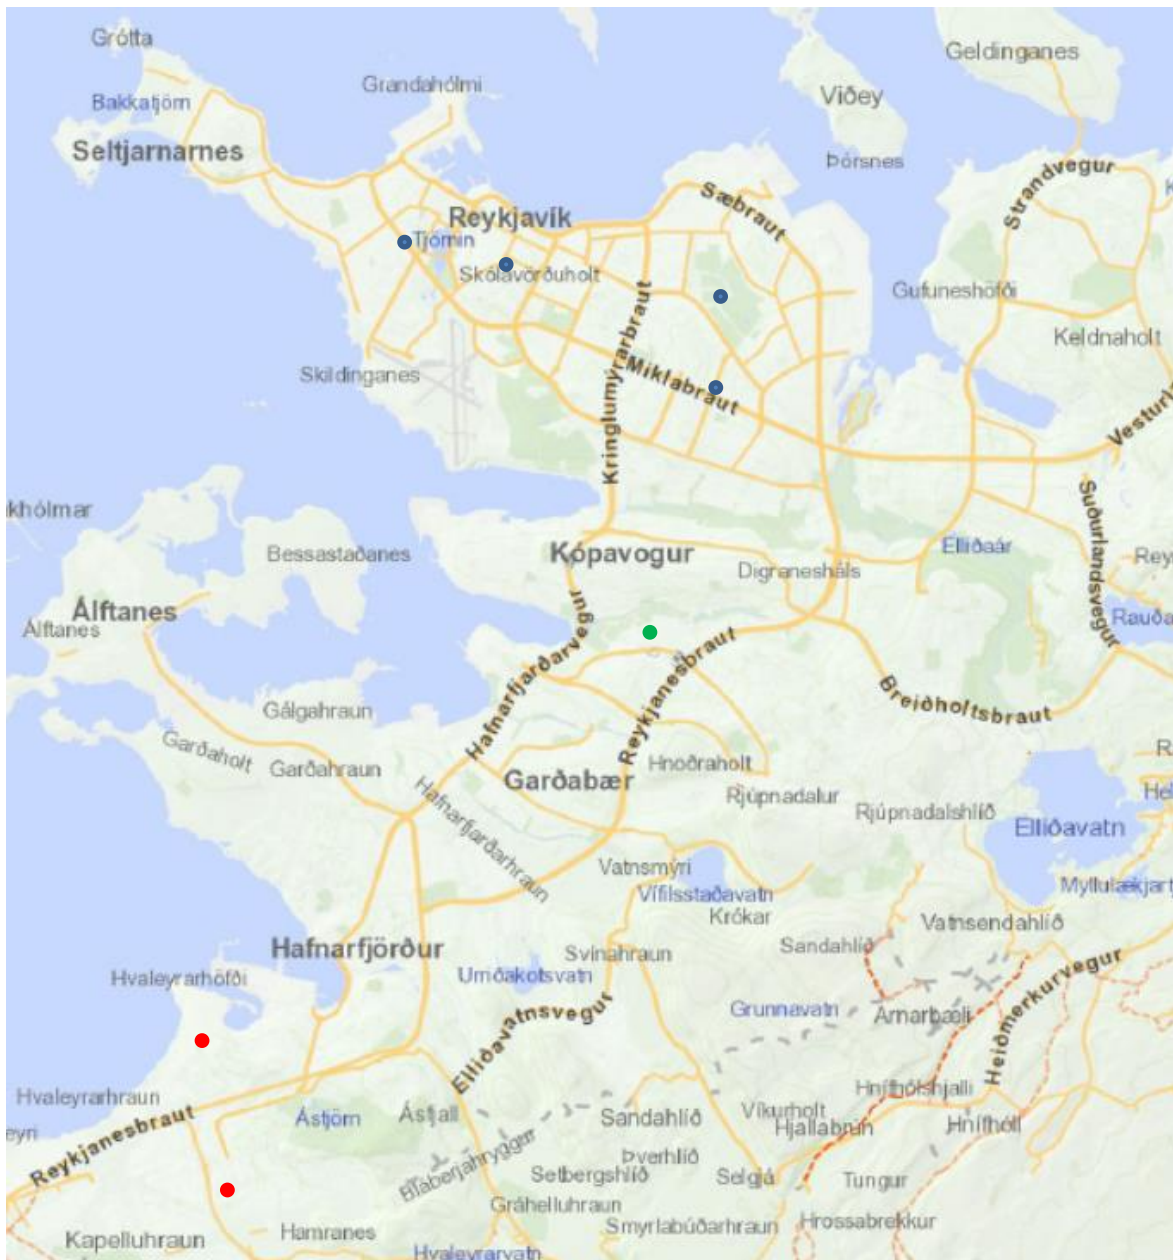 Grótta
Geldinganes
Grandahólmi
Bakkatjörn
Viðey
Seltjarnarnes
Þórsnes
Strandvegur
Sæbraut
Reykjavík
Tjörnin
Skólavörðuholt
Gufuneshöfði
Keldnaholt
Kringlumýrarbraut
Miklabraut
Skildinganes
Suðurlandsvegur
Bessastaðanes
Kópavogur
Elliðaár
Digranesháls
Álftanes
Álftanes
Hafnarfjarðarvegur
Reykjanesbraut
Breiðholtsbraut
Gálgahraun
Garðaholt
Garðahraun
Garðabær
Hnoðraholt
Rjúpnadalur
Rjúpnadalshlíð
Elliðavatn
Hafnarfjarðarhraun
Vatnsmýri
Vífilsstaðavatn
Krókar
Vatnsendahlíð
Hafnarfjörður
Svínahraun
Sandahlíð
Hvaleyrarhöfði
Urriðakotsvatn
Grunnavatn
Arnarbæli
Heiðmerkurvegur
Elliðavatnsvegur
Hvaleyrarhraun
Hnífhólshjalli
Ástjörn
Ásfjall
Sandahlíð
Víkurholt
Hjallabrún
Hnífhóll
Reykjanesbraut
Bláberjahryggur
Þverhlíð
Setbergshlíð
Selgjá
Tungur
Gráhelluhraun
Smyrlabúðarhraun
Hrossabrekkur
Kapelluhraun
Hamranes
Hvaleyrarvatn